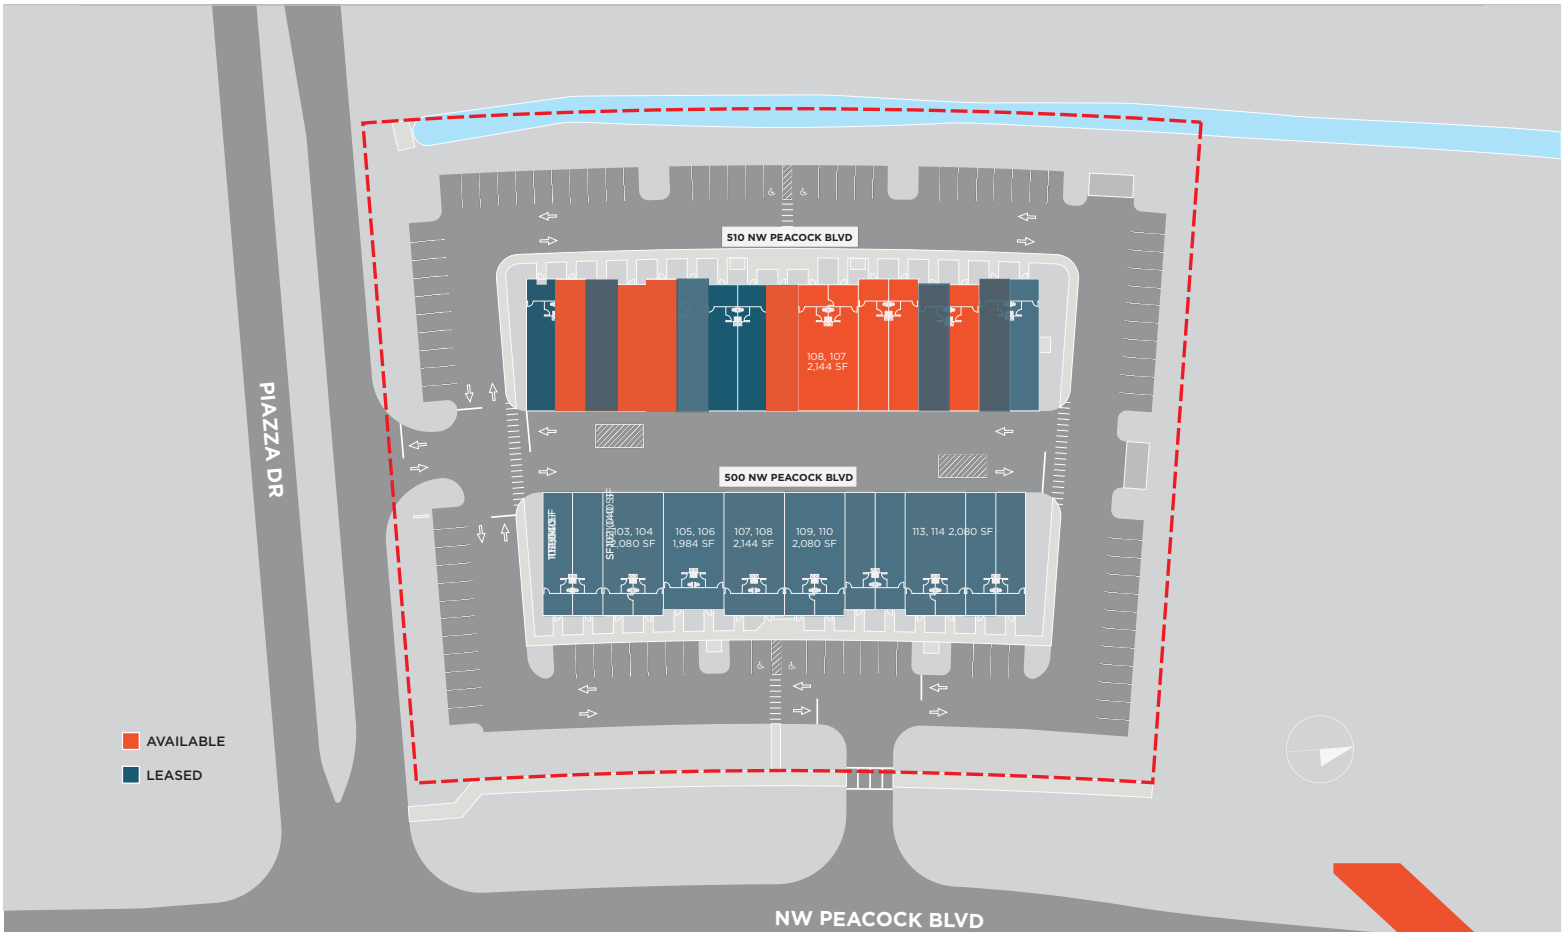 510 NW PEACOCK BLVD
108, 107
2,144 SF
PIAZZA DR
500 NW PEACOCK BLVD
103, 104
2,080 SF
105, 106
1,984 SF
107, 108
2,144 SF
109, 110
2,080 SF
113, 114 2,080 SF
AVAILABLE
LEASED
NW PEACOCK BLVD